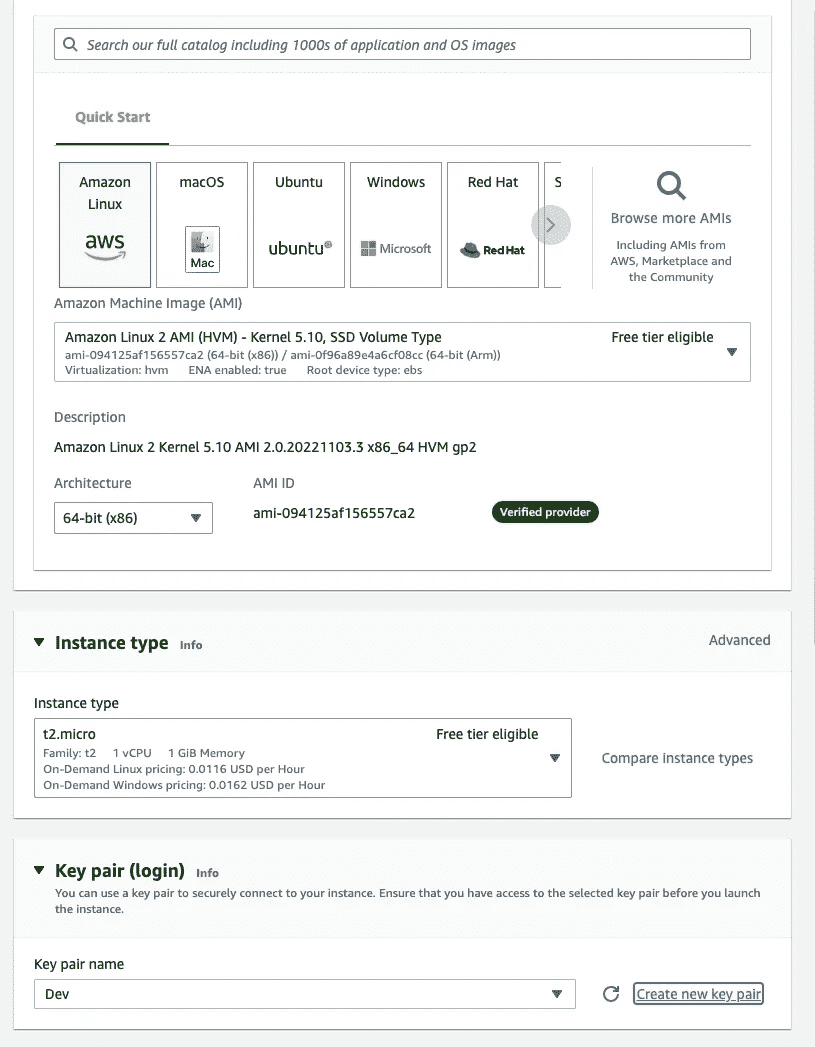 Search our full catalog including 1000s of application and OS images
Quick Start
Amazon
Linux
aws
macOS
Mac
Ubuntu
ubuntu®
Windows
Microsoft
Red Hat
Red Hat
S
Browse more AMIs
Including AMIs from
AWS, Marketplace and
the Community
Amazon Machine Image (AMI)
Amazon Linux 2 AMI (HVM) - Kernel 5.10, SSD Volume Type
Free tier eligible
ami-094125af156557ca2 (64-bit (x86)) / ami-0f96a89e4a6cf08cc (64-bit (Arm))
Virtualization: hvm ENA enabled: true Root device type: ebs
Description
Amazon Linux 2 Kernel 5.10 AMI 2.0.20221103.3 x86_64 HVM gp2
Architecture
AMI ID
64-bit (x86)
ami-094125af156557ca2
Verified provider
Instance type Info
Advanced
Instance type
t2.micro
Free tier eligible
Family: t2 1 vCPU 1 GiB Memory
On-Demand Linux pricing: 0.0116 USD per Hour
On-Demand Windows pricing: 0.0162 USD per Hour
Compare instance types
Key pair (login) Info
You can use a key pair to securely connect to your instance. Ensure that you have access to the selected key pair before you launch
the instance.
Key pair name
Dev
Create new key pair